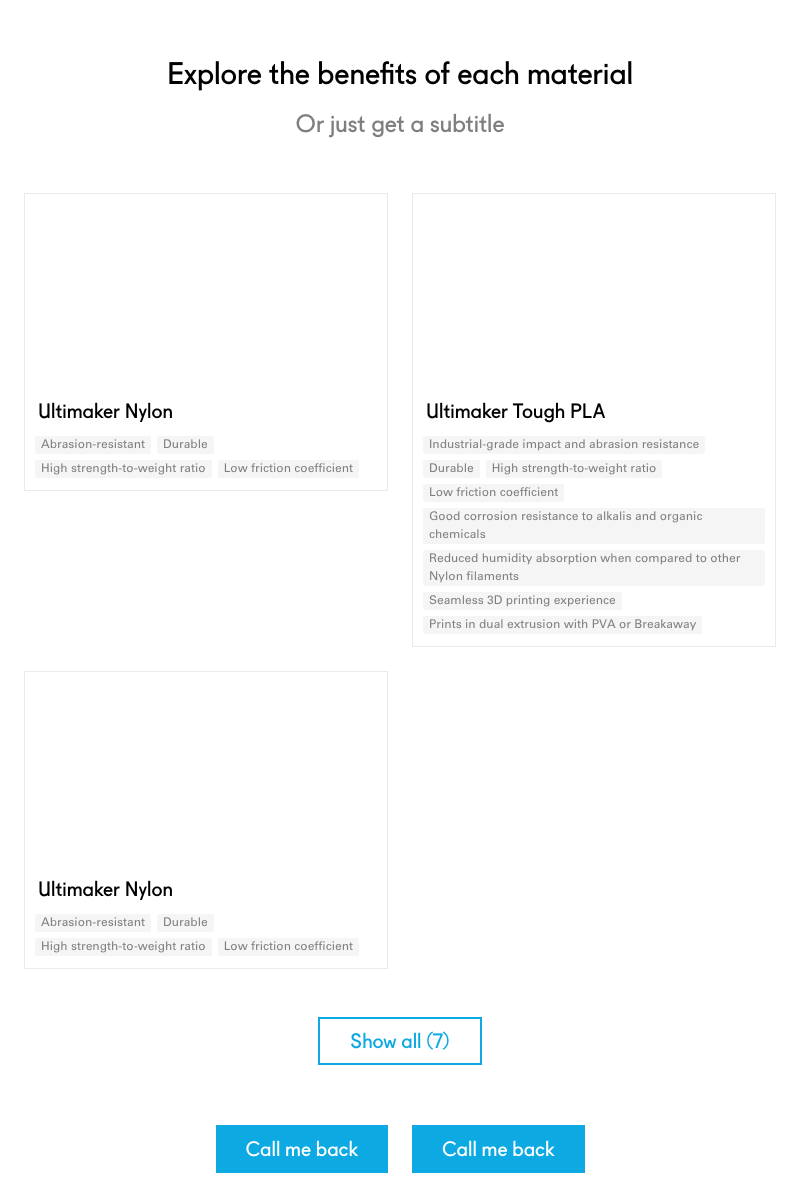 Explore the benefits of each material
Or just get a subtitle
Ultimaker Nylon
Abrasion-resistant Durable
High strength-to-weight ratio Low friction coefficient
Ultimaker Tough PLA
Industrial-grade impact and abrasion resistance
Durable High strength-to-weight ratio
Low friction coefficient
Good corrosion resistance to alkalis and organic
chemicals
Reduced humidity absorption when compared to other
Nylon filaments
Seamless 3D printing experience
Prints in dual extrusion with PVA or Breakaway
Ultimaker Nylon
Abrasion-resistant Durable
High strength-to-weight ratio Low friction coefficient
Show all (7)
Call me back Call me back